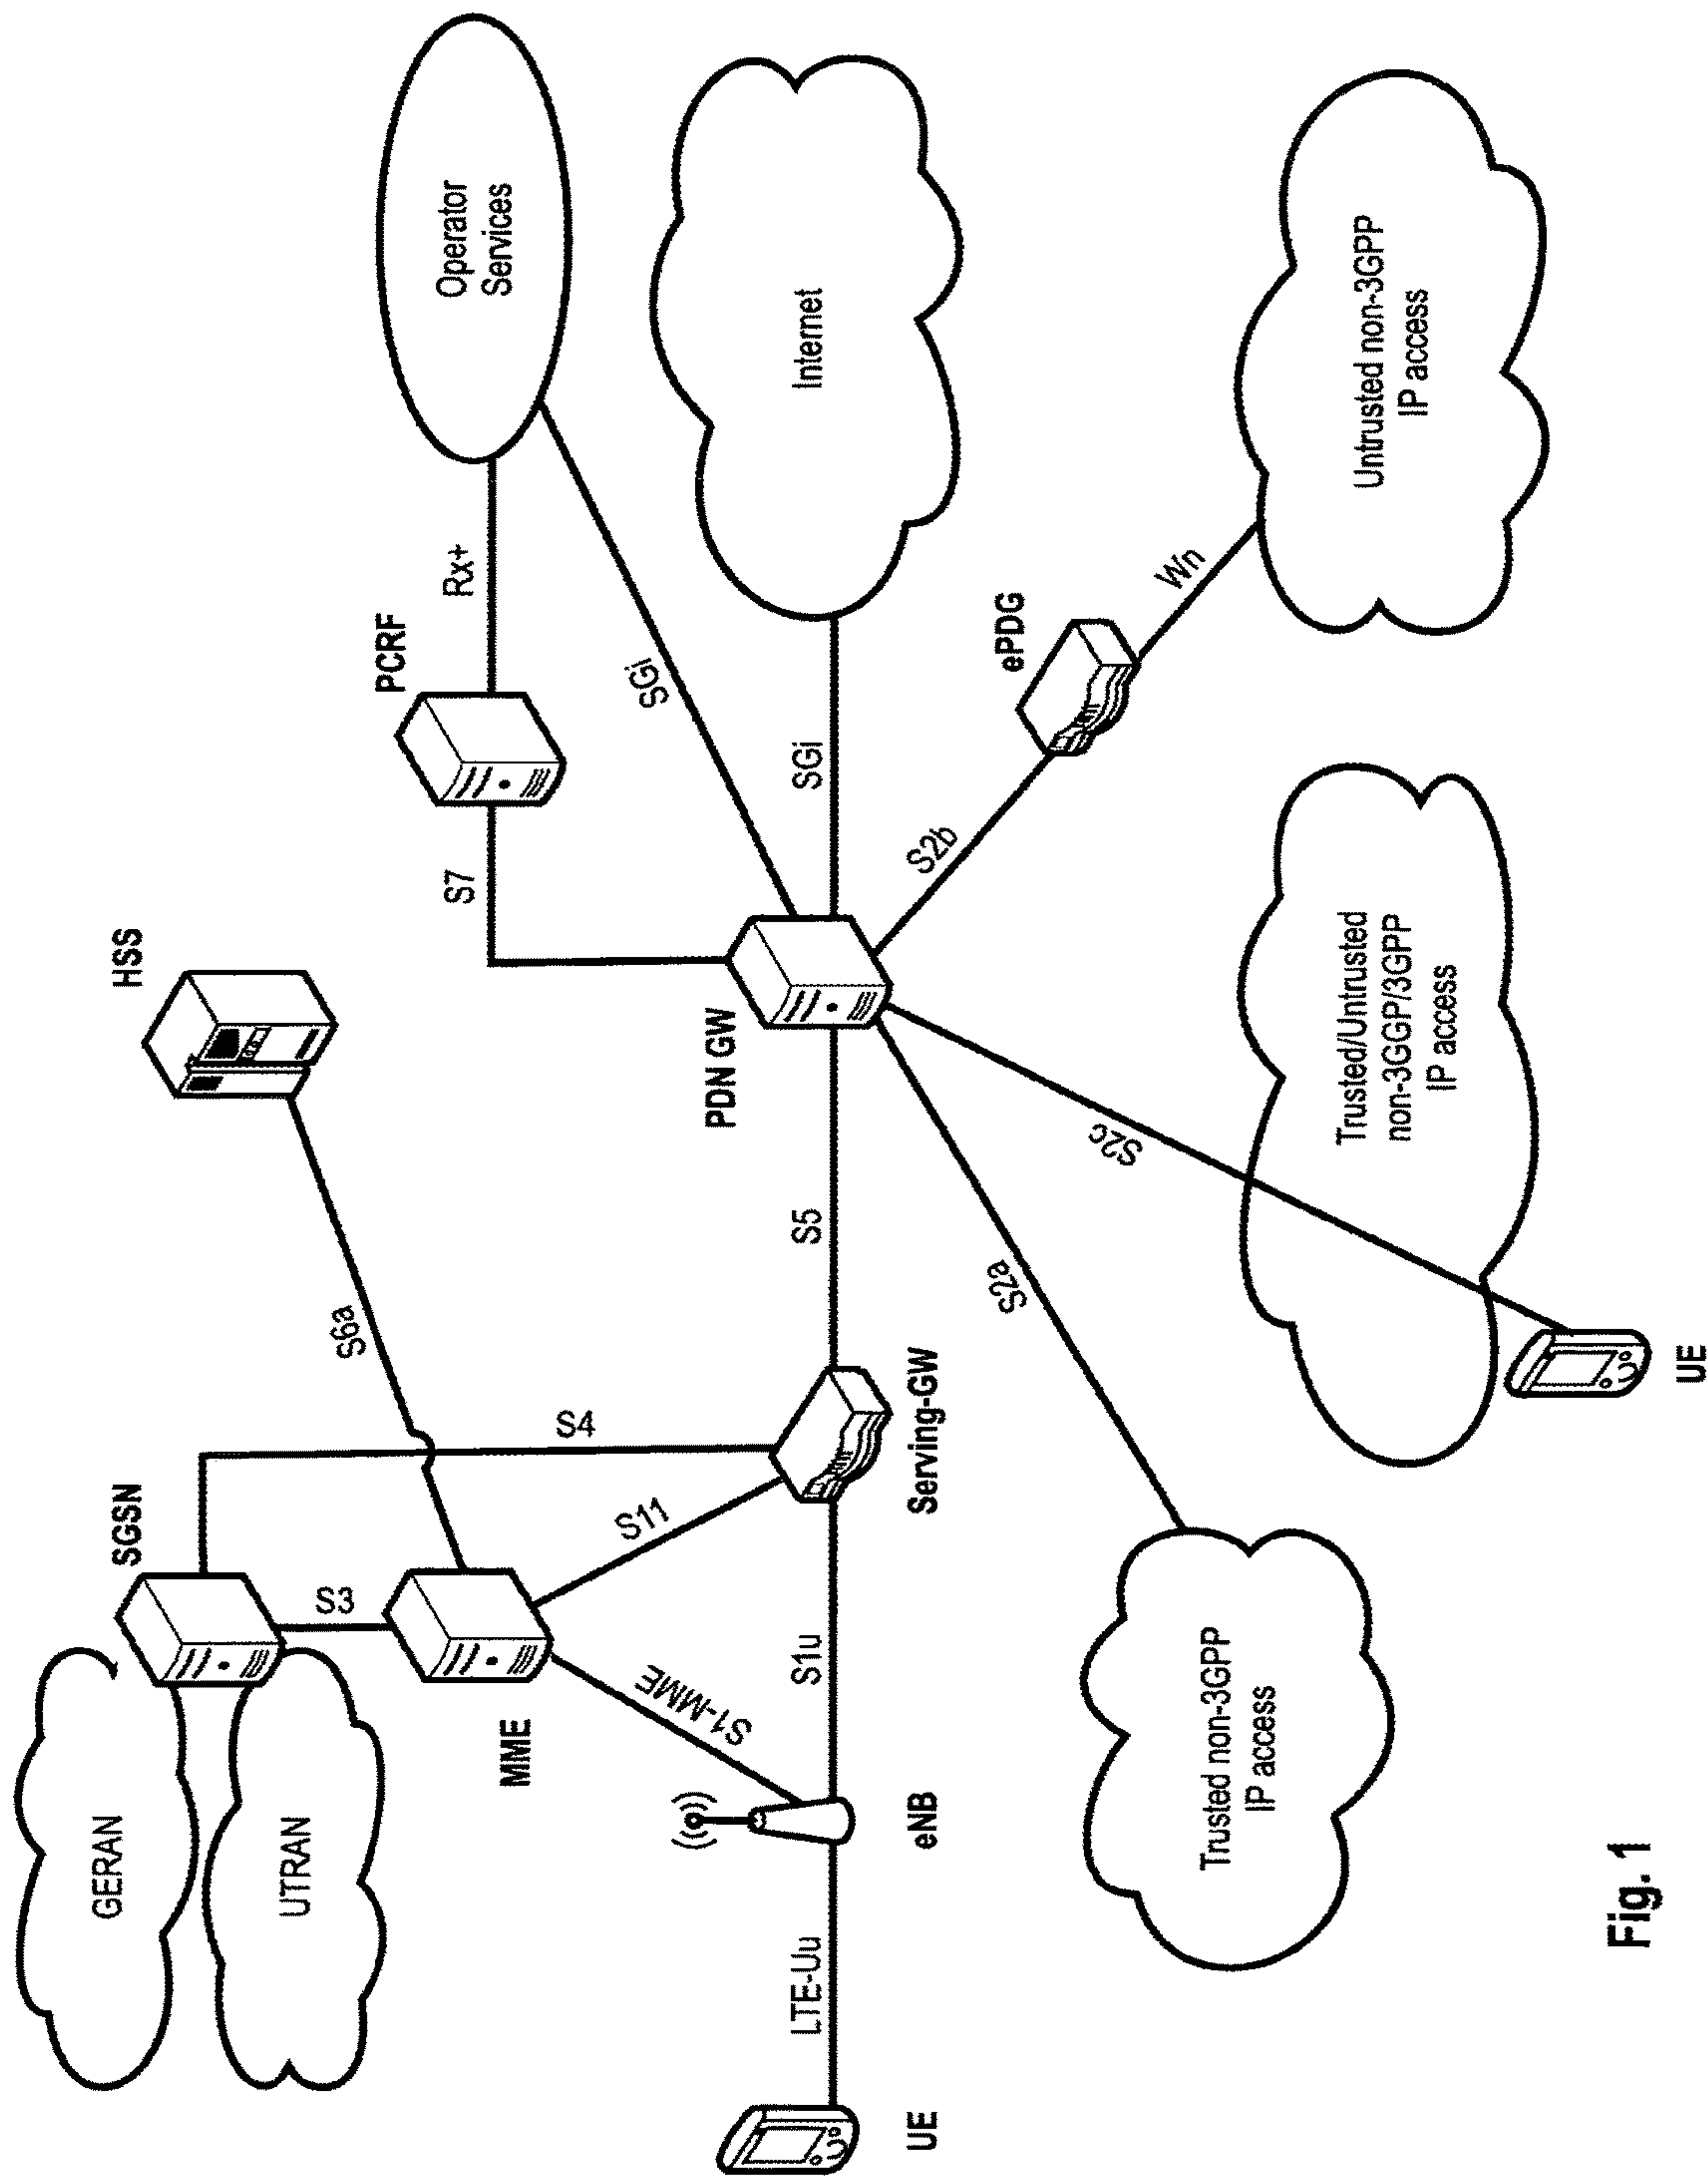 GERAN
UTRAN
SGSN
HSS
S3
S6a
MME
S4
S11
S1-MME
PCRF
S7
Rx+
Operator
Services
SGi
UE
LTE-Uu
eNB
S1u
Serving-GW
S5
PDN GW
SGi
Internet
S2a
S2c
S2b
ePDG
Wn
Trusted non-3GPP
IP access
Trusted/Untrusted
non-3GGP/3GPP
IP access
Untrusted non-3GPP
IP access
UE
Fig. 1